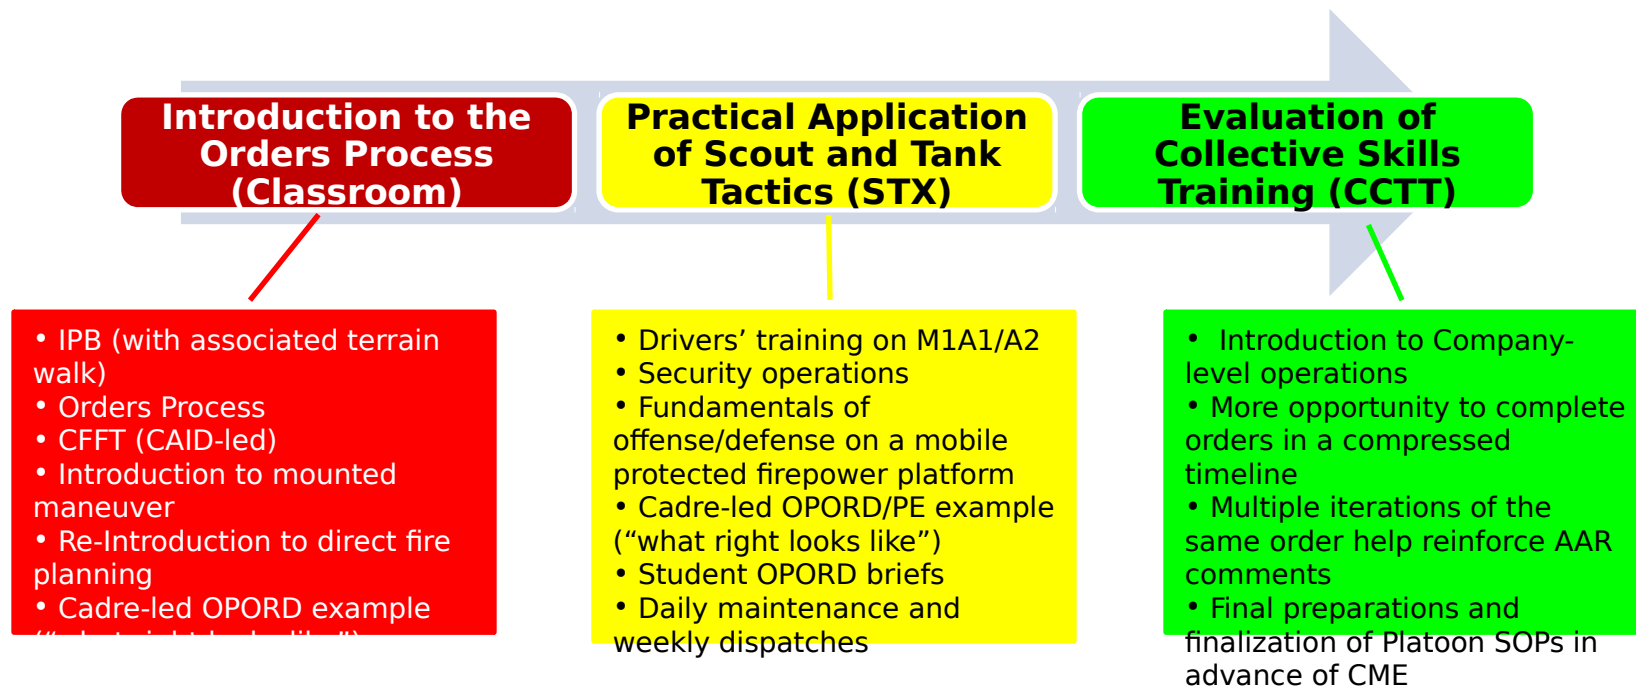 Introduction to the
Orders Process
(Classroom)
Practical Application
of Scout and Tank
Tactics (STX)
Evaluation of
Collective Skills
Training (CCTT)
• IPB (with associated terrain
walk)
• Orders Process
• CFFT (CAID-led)
• Introduction to mounted
maneuver
• Re-Introduction to direct fire
planning
• Cadre-led OPORD example
(“what right looks like”)
• Drivers’ training on M1A1/A2
• Security operations
• Fundamentals of
offense/defense on a mobile
protected firepower platform
• Cadre-led OPORD/PE example
(“what right looks like”)
• Student OPORD briefs
• Daily maintenance and
weekly dispatches
• Introduction to Company-
level operations
• More opportunity to complete
orders in a compressed
timeline
• Multiple iterations of the
same order help reinforce AAR
comments
• Final preparations and
finalization of Platoon SOPs in
advance of CME